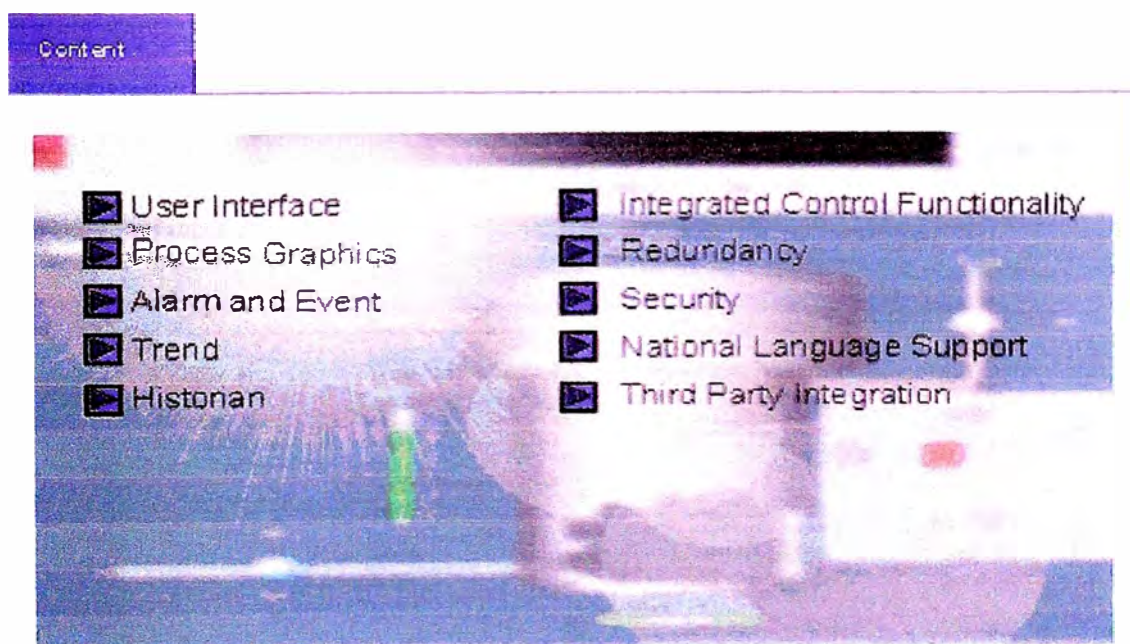 Content
User Interface
Process Graphics
Alarm and Event
Trend
Historian
Integrated Control Functionality
Redundancy
Security
National Language Support
Third Party Integration